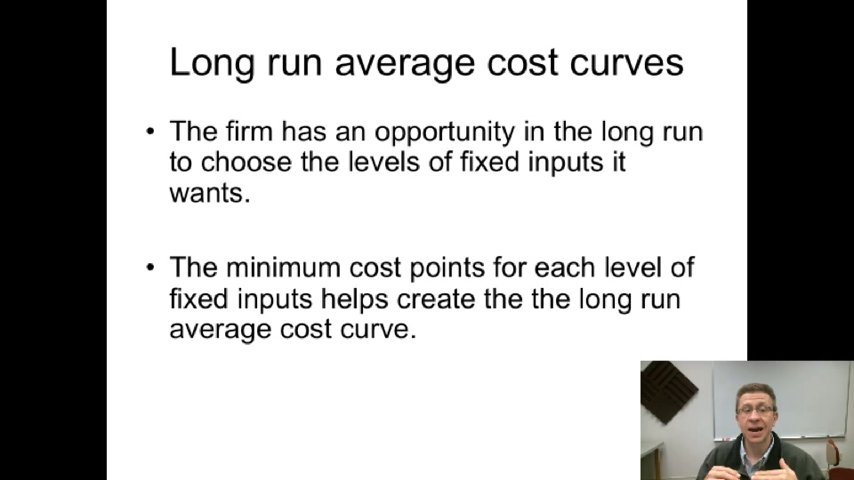 Long run average cost curves
• The firm has an opportunity in the long run
to choose the levels of fixed inputs it
wants.
• The minimum cost points for each level of
fixed inputs helps create the the long run
average cost curve.